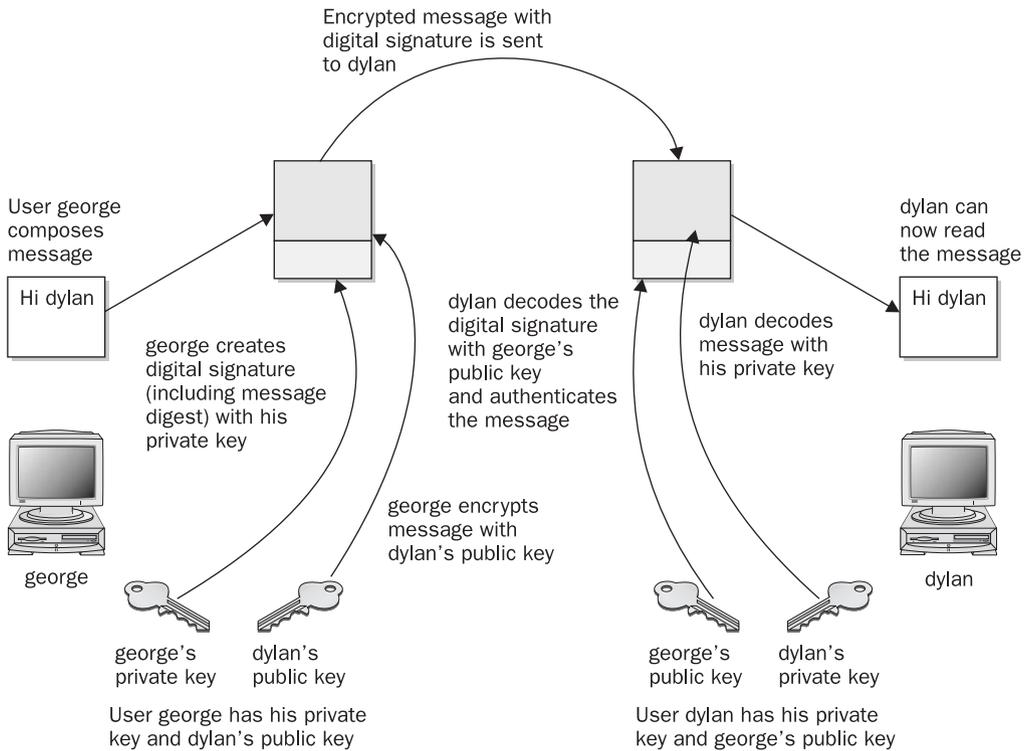 Encrypted message with
digital signature is sent
to dylan
User george
composes
message
Hi dylan
george creates
digital signature
(including message
digest) with his
private key
george encrypts
message with
dylan's public key
dylan decodes the
digital signature
with george's
public key
and authenticates
the message
dylan decodes
message with
his private key
dylan can
now read
the message
Hi dylan
george
dylan
george's
private key
dylan's
public key
george's
public key
dylan's
private key
User george has his private
key and dylan's public key
User dylan has his private
key and george's public key